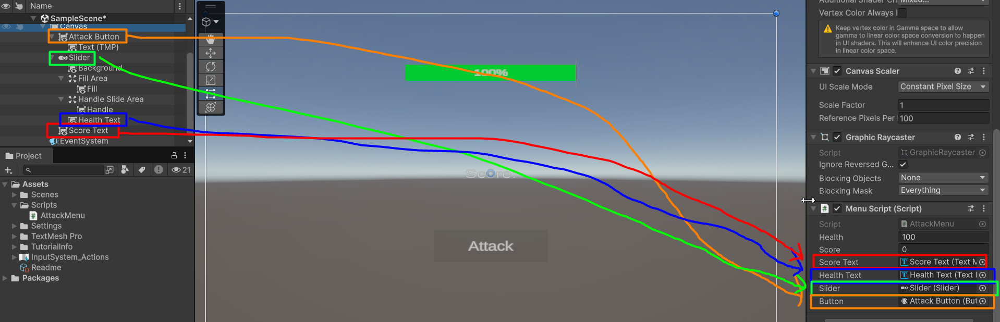 Name
SampleScene*
Canvas
Attack Button
Text (TMP)
Slider
Background
Fill Area
Fill
Handle Slide Area
Handle
Health Text
Score Text
EventSystem
Project
21
Assets
Scenes
Scripts
AttackMenu
Settings
TextMesh Pro
TutorialInfo
InputSystem_Actions
Readme
Packages
100%
Score:
Attack
Additional Shader Ch Mixed...
Vertex Color Always I
Keep vertex color in Gamma space to allow
gamma to linear color space conversion to happen
in UI shaders. This will enhance UI color precision
in linear color space.
Canvas Scaler
UI Scale Mode Constant Pixel Size
Scale Factor 1
Reference Pixels Per 100
Graphic Raycaster
Script GraphicRaycaster
Ignore Reversed G...
Blocking Objects None
Blocking Mask Everything
# Menu Script (Script)
Script AttackMenu
Health 100
Score 0
Score Text Score Text (Text M
Health Text Health Text (Text
Slider Slider (Slider)
Button Attack Button (But